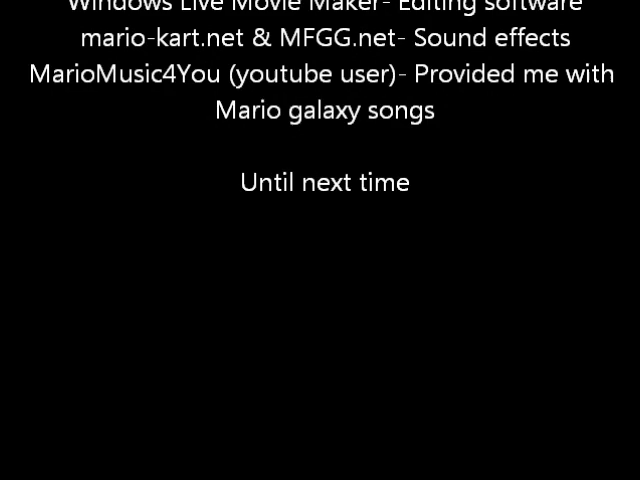 Windows Live Movie Maker- Editing software
mario-kart.net & MFGG.net- Sound effects
MarioMusic4You (youtube user)- Provided me with
Mario galaxy songs
Until next time